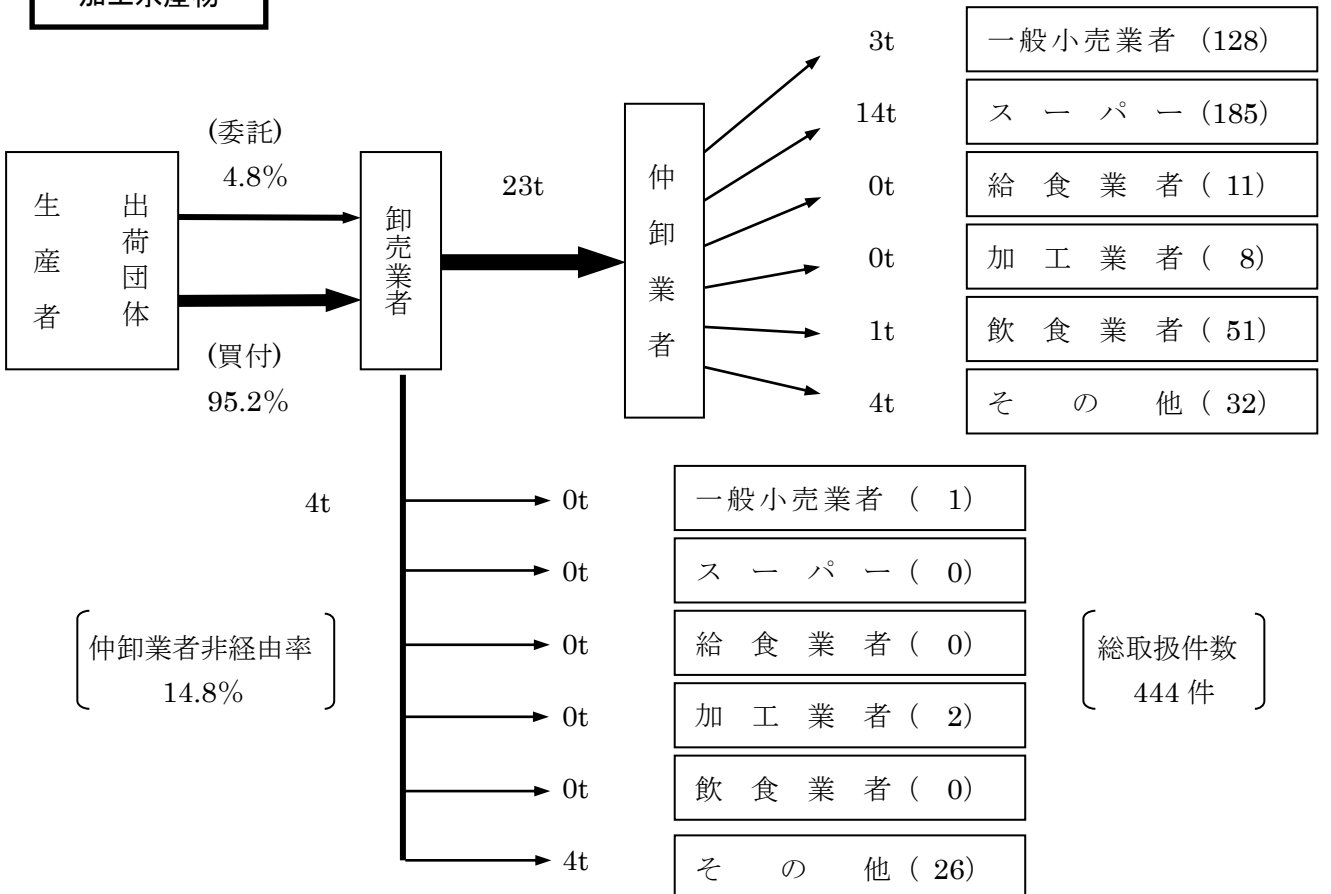 加工水産物
3t 一般小売業者 (128)
14t スーパー (185)
0t 給食業者 ( 11)
0t 加工業者 ( 8)
1t 飲食業者 ( 51)
4t その他 ( 32)
(委託)
4.8%
生産者
出荷団体
(買付)
95.2%
卸売業者
23t
仲卸業者
4t
0t 一般小売業者 ( 1)
0t スーパー ( 0)
0t 給食業者 ( 0)
0t 加工業者 ( 2)
0t 飲食業者 ( 0)
4t その他 ( 26)
仲卸業者非経由率
14.8%
総取扱件数
444 件